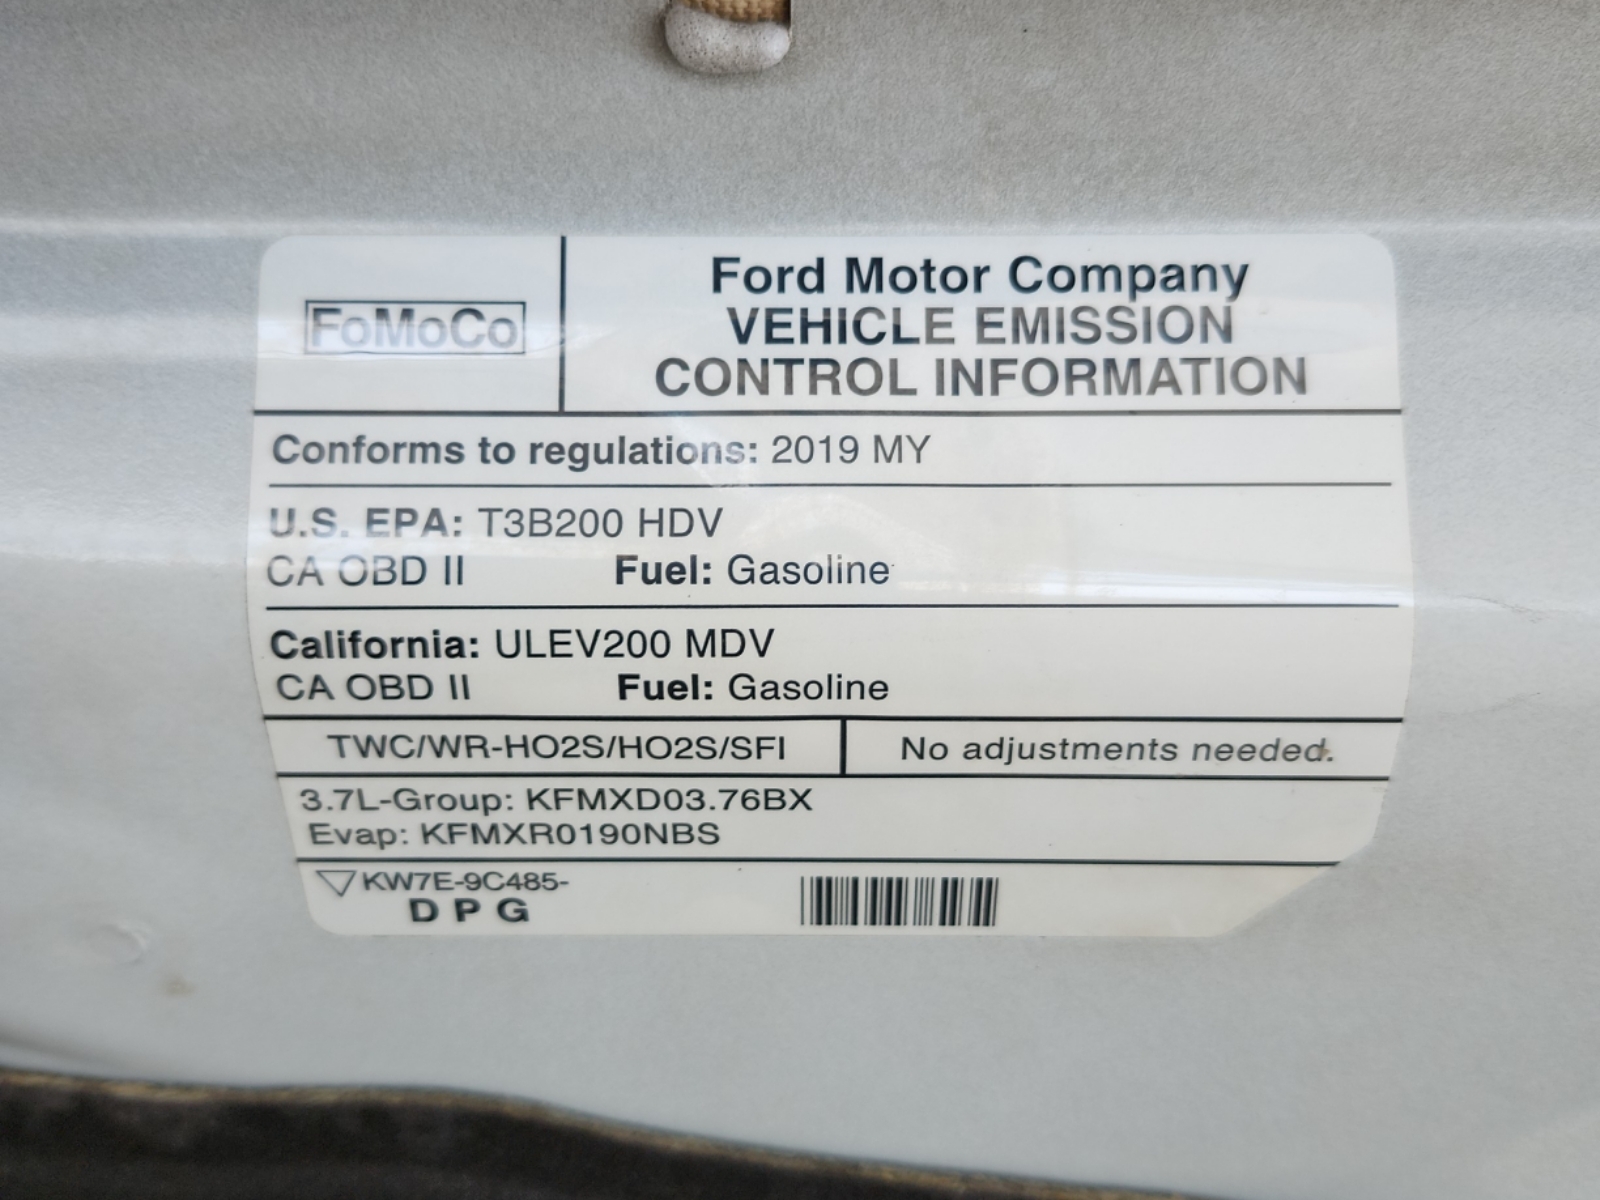 FoMoCo
Ford Motor Company
VEHICLE EMISSION
CONTROL INFORMATION
Conforms to regulations: 2019 MY
U.S. EPA: T3B200 HDV
CA OBD II Fuel: Gasoline
California: ULEV200 MDV
CA OBD II Fuel: Gasoline
TWC/WR-HO2S/HO2S/SFI
No adjustments needed.
3.7L-Group: KFMXD03.76BX
Evap: KFMXR0190NBS
KW7E-9C485-
D P G